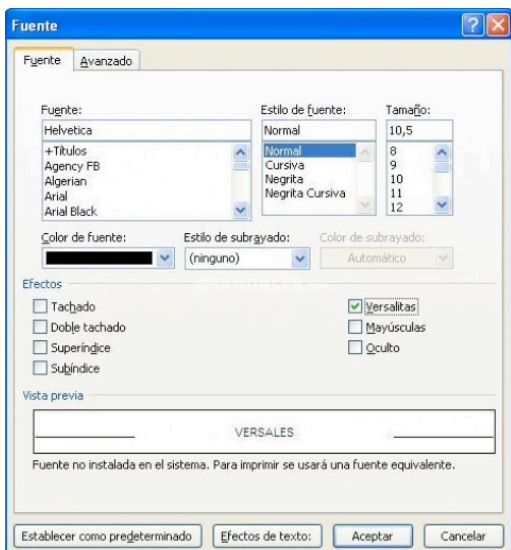 Fuente
Fuente Avanzado
Fuente: Estilo de fuente: Tamaño:
Helvetica Normal 10,5
+Títulos Normal 8
Agency FB Cursiva 9
Algerian Negrita 10
Arial Negrita Cursiva 11
Arial Black 12
Color de fuente: Estilo de subrayado: Color de subrayado:
(ninguno) Automático
Efectos
Tachado Versalitas
Doble tachado Mayúsculas
Superíndice Oculto
Subíndice
Vista previa
VERSALES
Fuente no instalada en el sistema. Para imprimir se usará una fuente equivalente.
Establecer como predeterminado Efectos de texto: Aceptar Cancelar